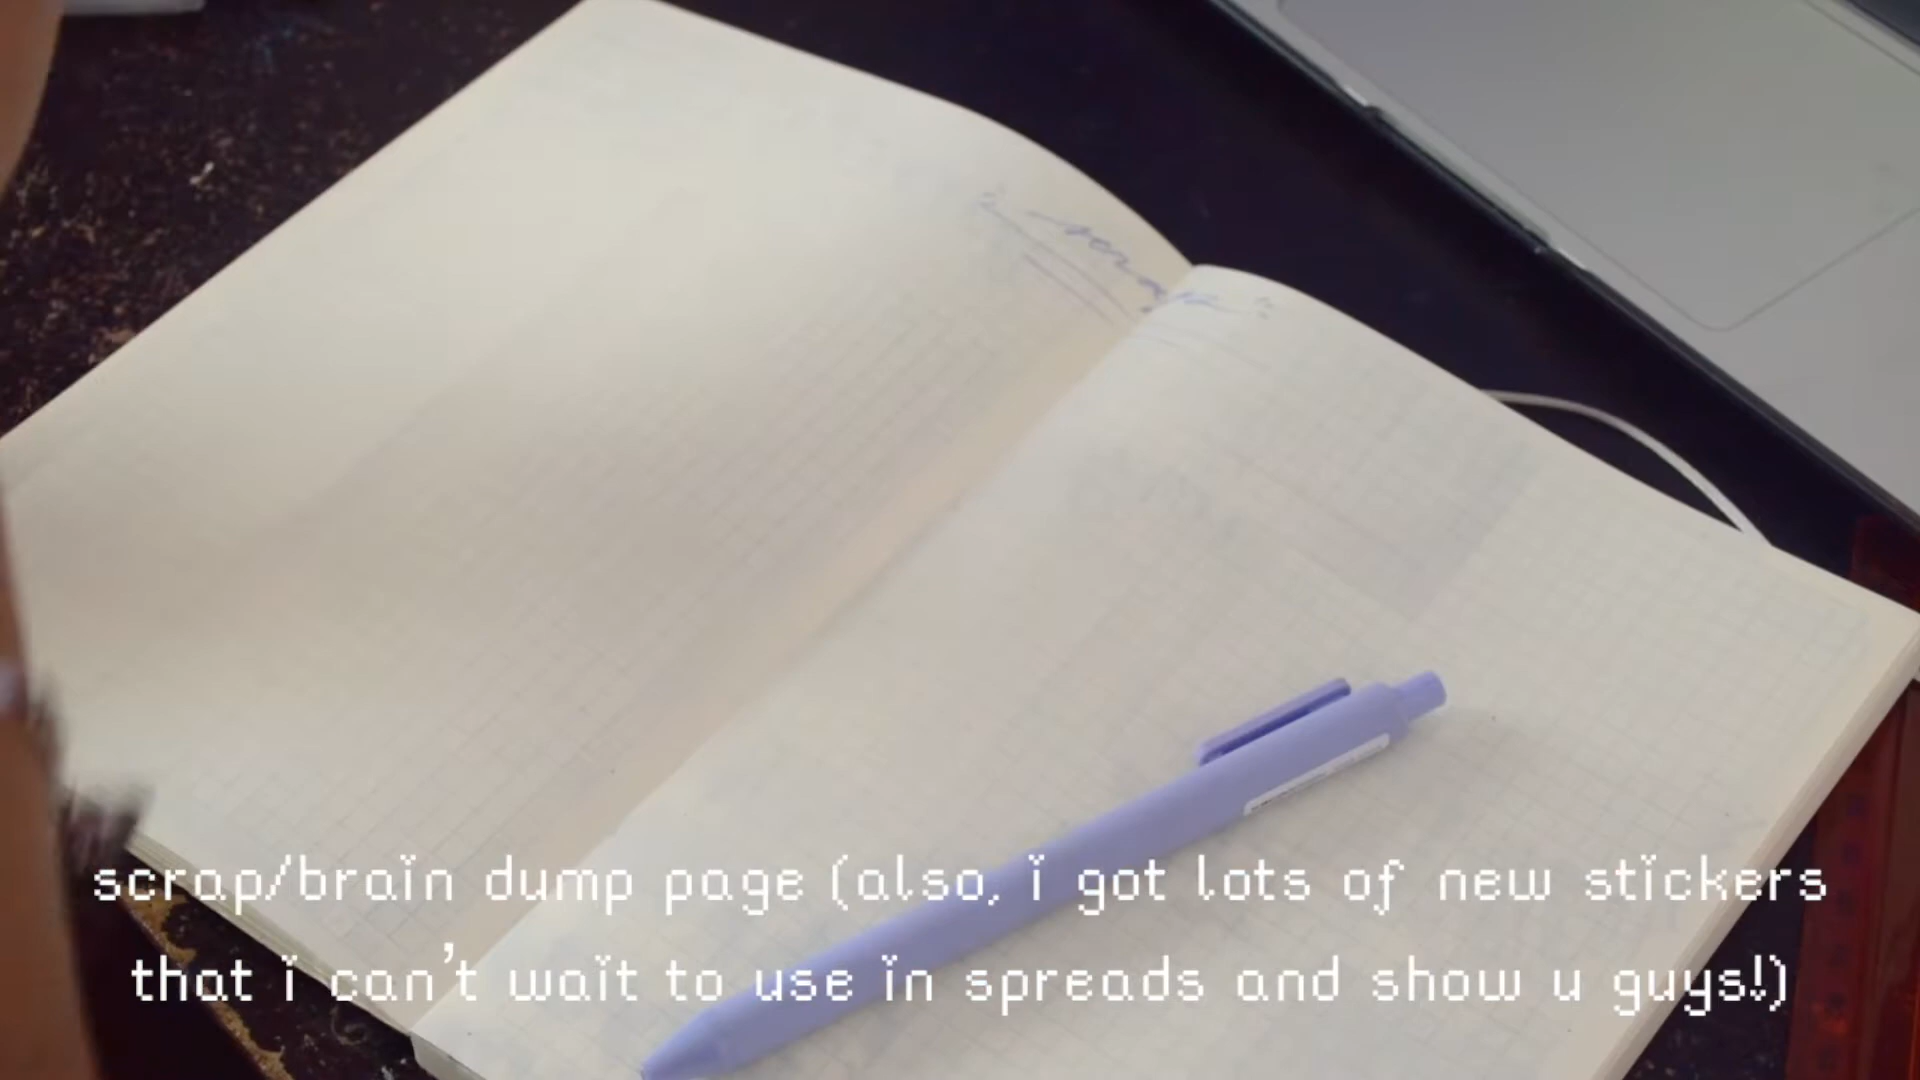 scrap/brain dump page (also, i got lots of new stickers
that i can't wait to use in spreads and show u guys!)